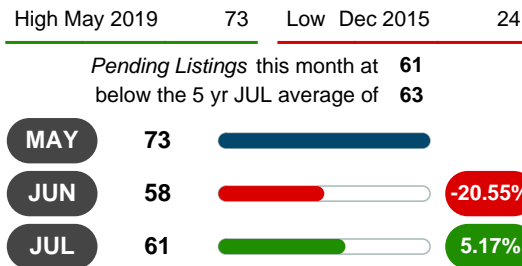 High May 2019 73 Low Dec 2015 24
Pending Listings this month at 61
below the 5 yr JUL average of 63
MAY 73
JUN 58 -20.55%
JUL 61 5.17%